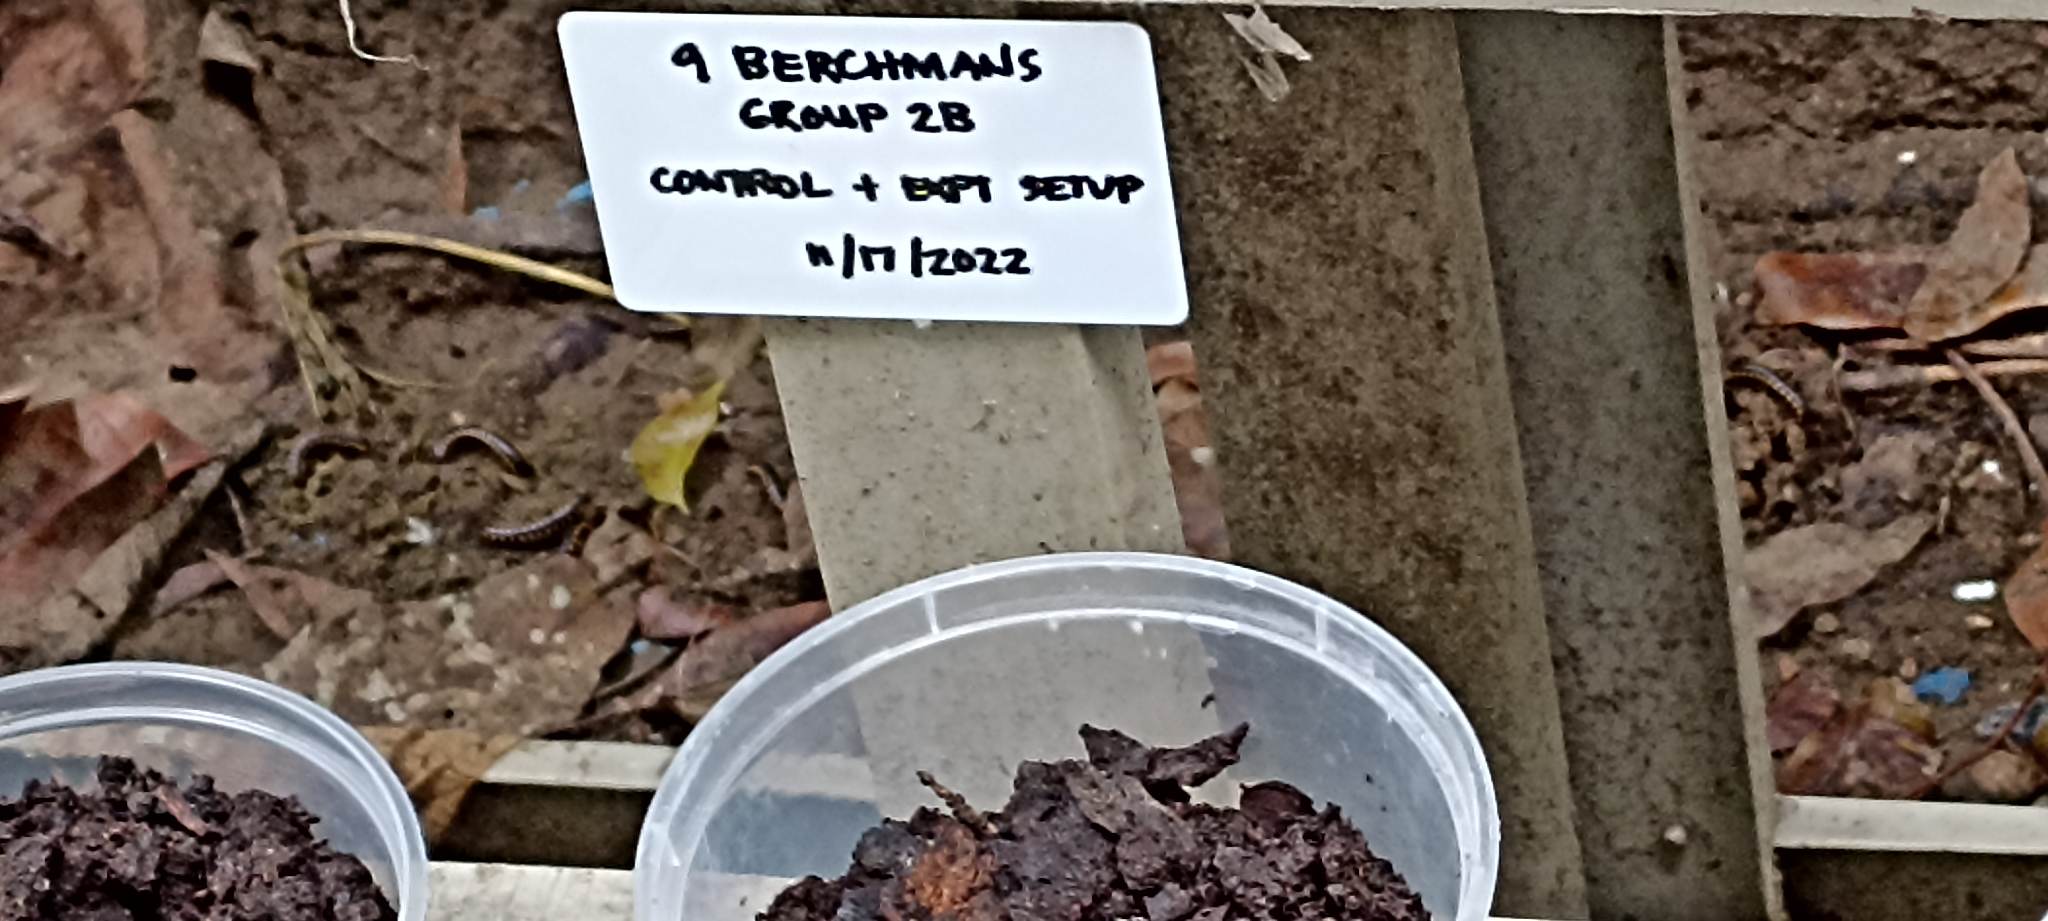 9 BERCHMANS
GROUP 2B
CONTROL + EXPT SETUP
11/17/2022